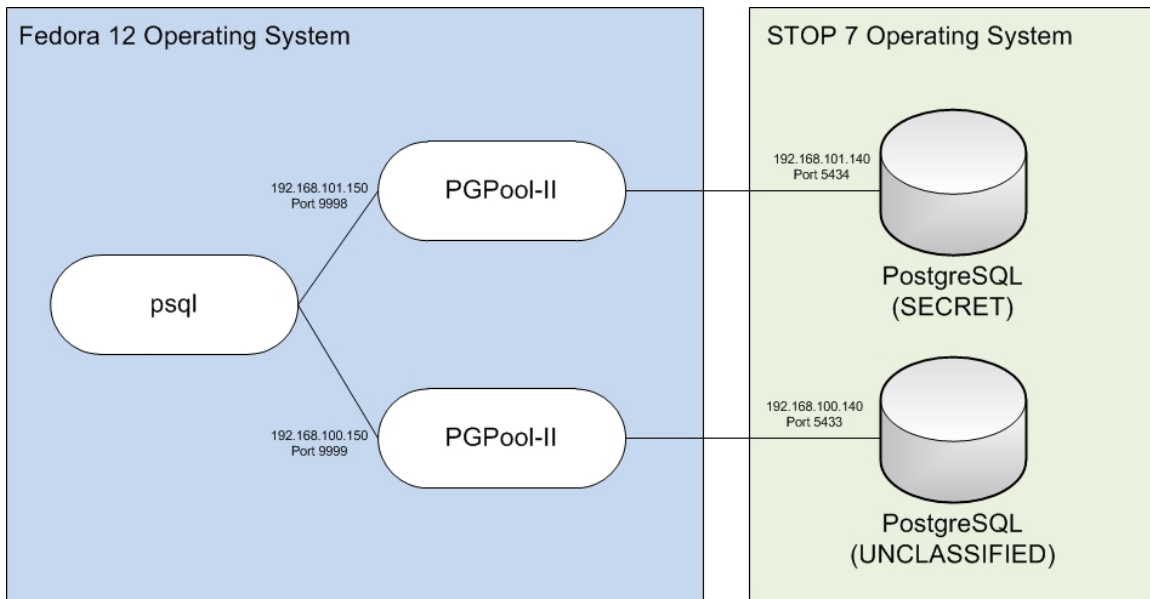 Fedora 12 Operating System
STOP 7 Operating System
192.168.101.150
Port 9998
PGPool-II
192.168.101.140
Port 5434
PostgreSQL
(SECRET)
psql
192.168.100.150
Port 9999
PGPool-II
192.168.100.140
Port 5433
PostgreSQL
(UNCLASSIFIED)